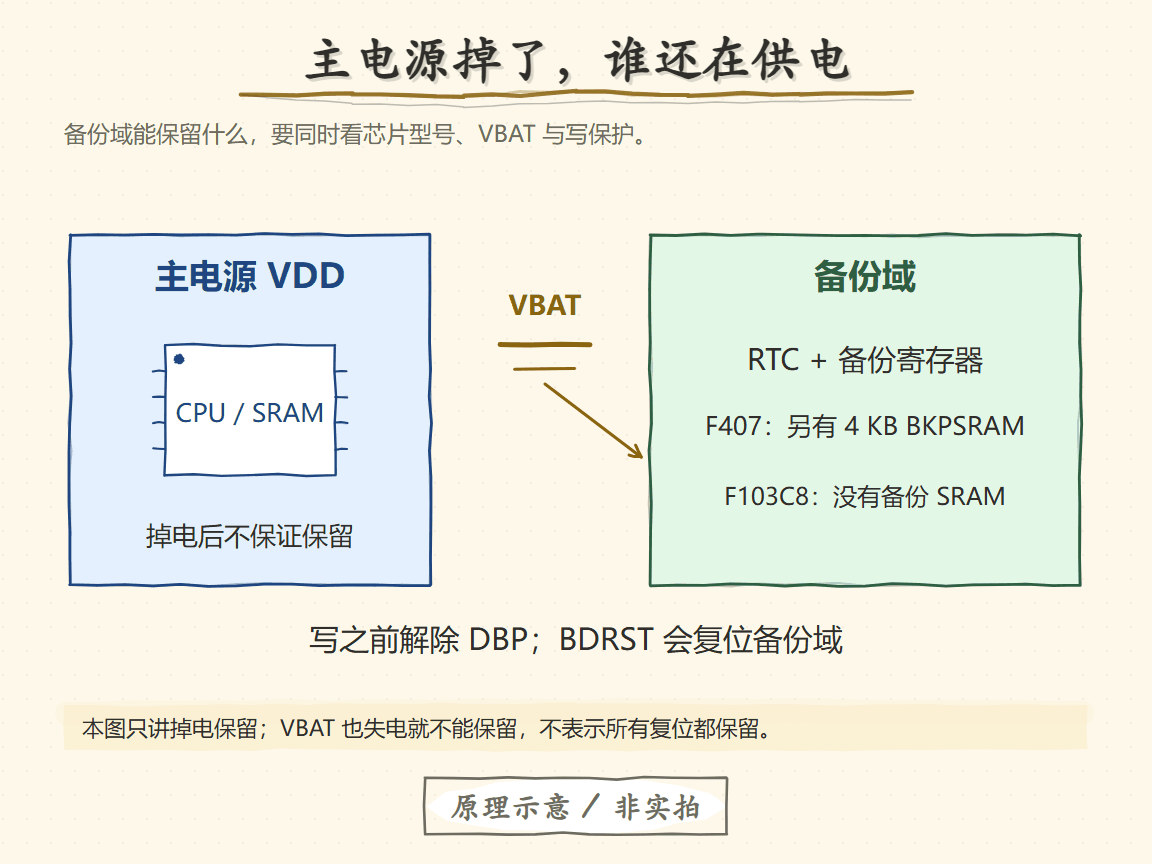 主电源掉了，谁还在供电
备份域能保留什么，要同时看芯片型号、VBAT 与写保护。
主电源 VDD
CPU / SRAM
掉电后不保证保留
VBAT
备份域
RTC + 备份寄存器
F407：另有 4 KB BKPSRAM
F103C8：没有备份 SRAM
写之前解除 DBP；BDRST 会复位备份域
本图只讲掉电保留；VBAT 也失电就不能保留，不表示所有复位都保留。
原理示意 / 非实拍